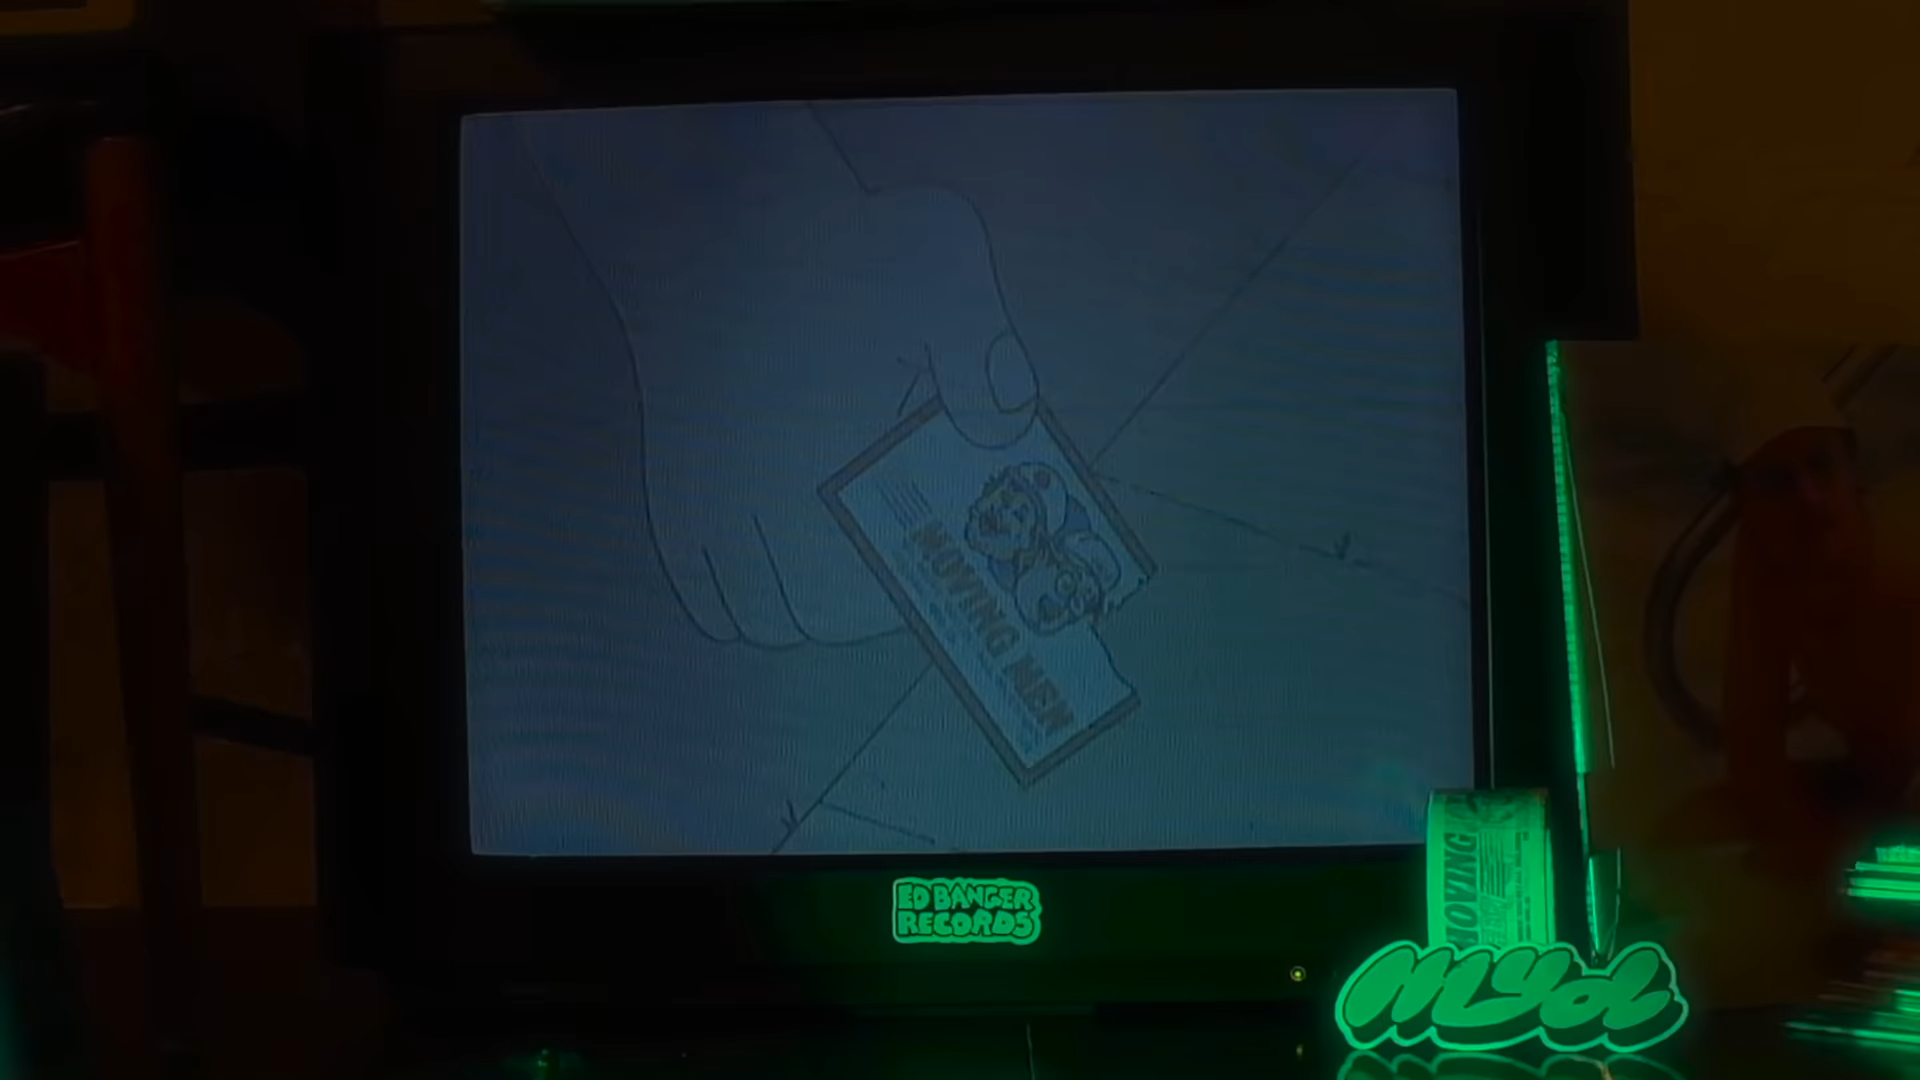 MOVING MEN
ED BANGER
RECORDS
MOVING
Myd